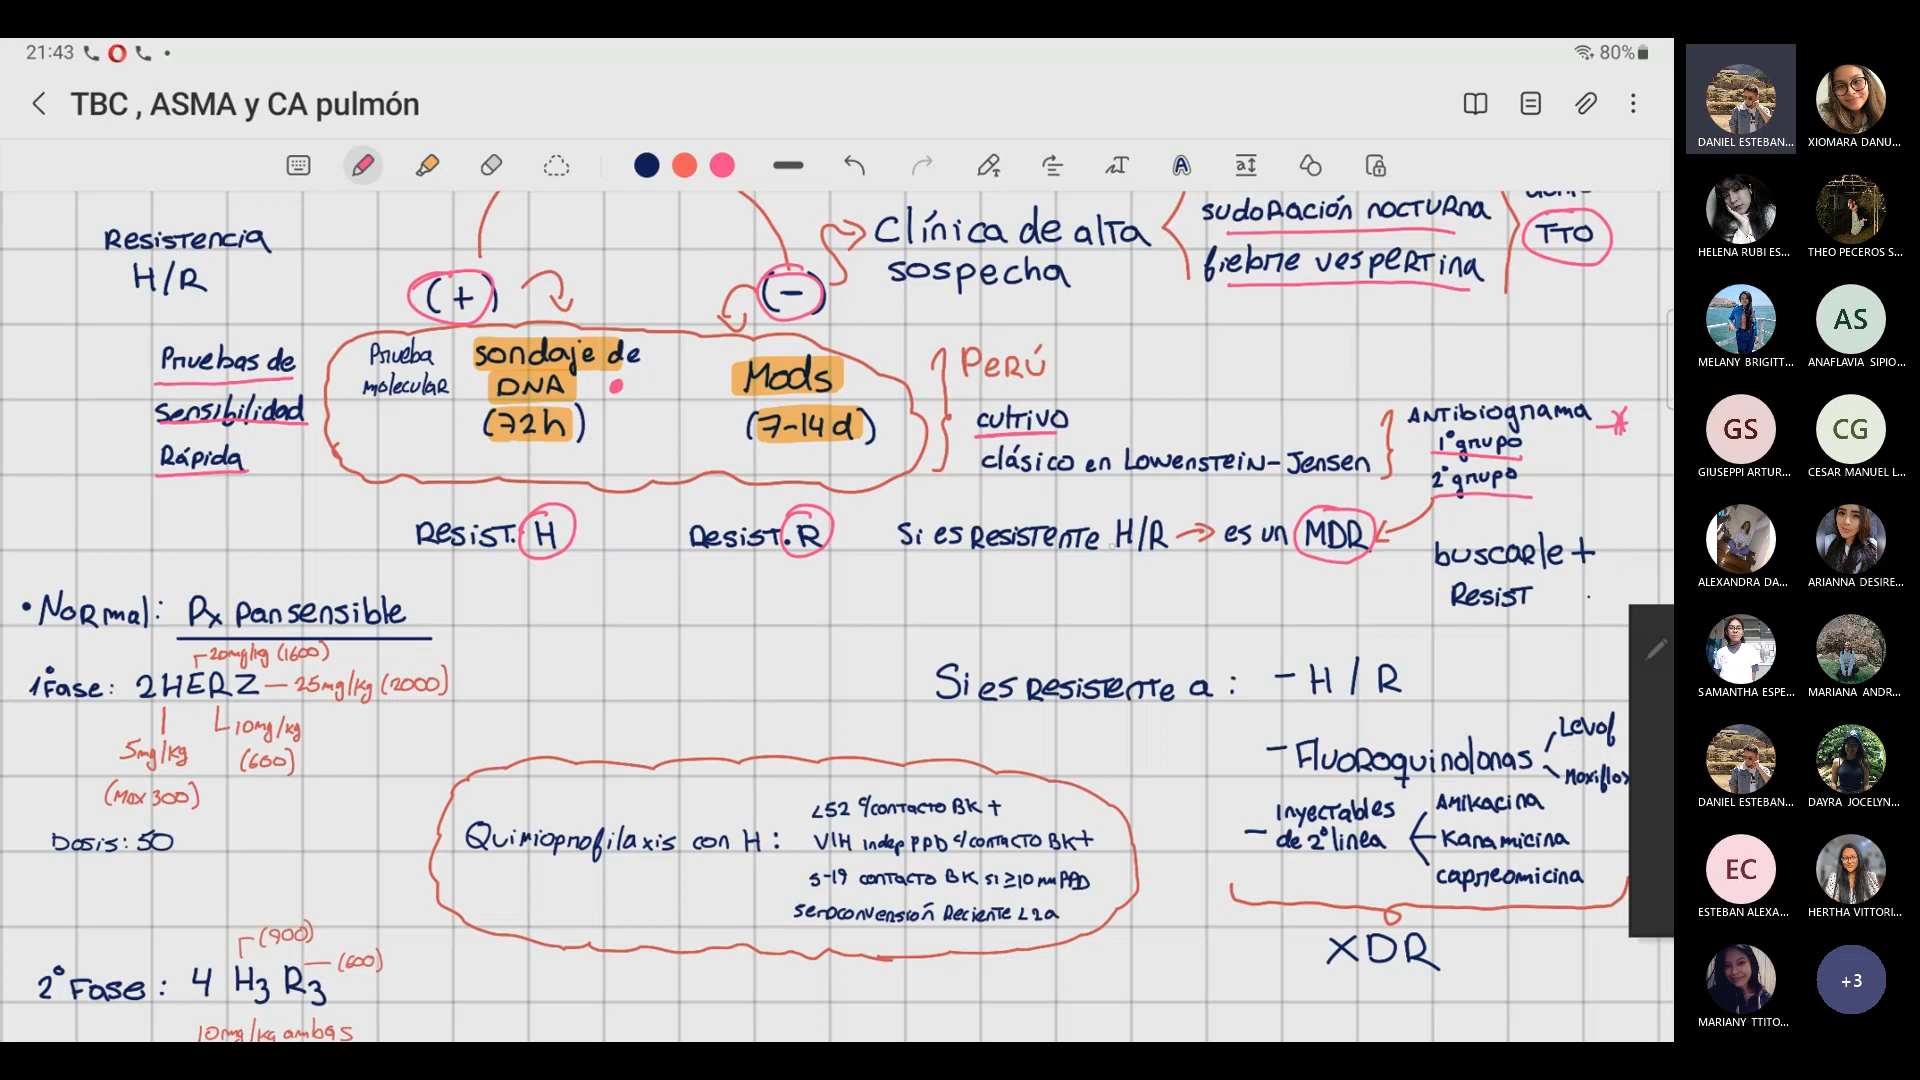 21:43
80%
TBC , ASMA y CA pulmón
Resistencia
H/R
(+)
(-)
Clínica de alta
sospecha
sudoración nocturna
fiebre vespertina
TTO
Pruebas de
sensibilidad
Rápida
Prueba
molecular
sondaje de
DNA
(72h)
Mods
(7-14d)
Perú
cultivo
clásico en Lowenstein-Jensen
Antibiograma
1°grupo
2°grupo
Resist. H
Resist. R
Si es Resistente H/R → es un MDR
buscarle +
Resist
• Normal: Px pansensible
20mg/kg (1600)
1°Fase: 2HERZ — 25mg/kg (2000)
5mg/kg
(Max 300)
10mg/kg
(600)
Dosis: 50
Si es Resistente a : - H / R
- Fluoroquinolonas
Levof
Moxiflox
- Inyectables
de 2°linea
Amikacina
Kanamicina
capreomicina
XDR
Quimioprofilaxis con H :
<52 c/contacto BK +
VIH indep PPD c/contacto BK+
5-19 contacto BK si ≥10 mm PPD
Seroconversión Reciente <2a
2°Fase : 4 H3 R3
(900)
(600)
10mg/kg ambas
DANIEL ESTEBAN...
XIOMARA DANU...
HELENA RUBI ES...
THEO PECEROS S...
MELANY BRIGITT...
AS
ANAFLAVIA SIPIO...
GS
GIUSEPPI ARTUR...
CG
CESAR MANUEL L...
ALEXANDRA DA...
ARIANNA DESIRE...
SAMANTHA ESPE...
MARIANA ANDR...
DANIEL ESTEBAN...
DAYRA JOCELYN...
EC
ESTEBAN ALEXA...
HERTHA VITTORI...
MARIANY TTITO...
+3